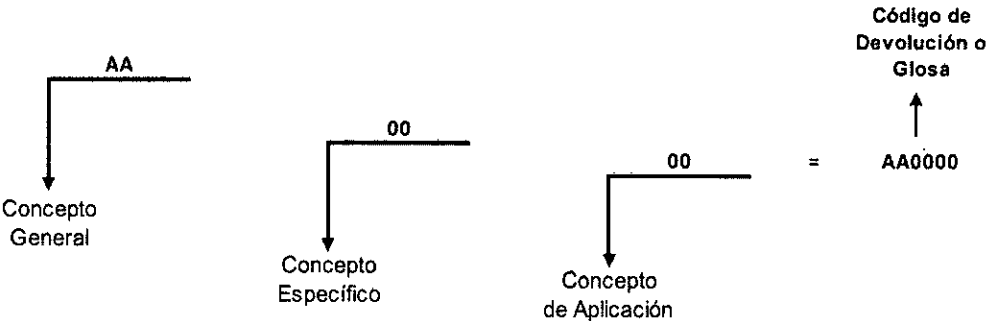 Código de
Devolución o
Glosa
AA
00
00
=
AA0000
Concepto
General
Concepto
Específico
Concepto
de Aplicación